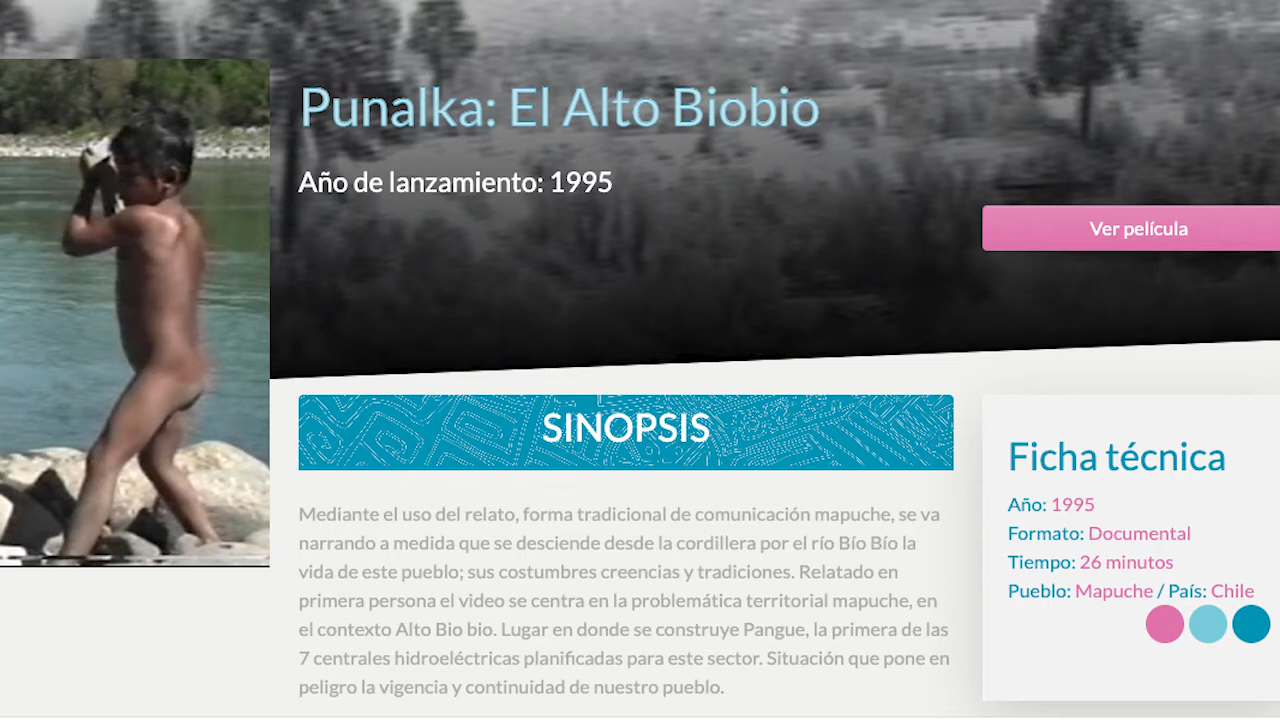 Punalka: El Alto Biobio
Año de lanzamiento: 1995
Ver película
SINOPSIS
Mediante el uso del relato, forma tradicional de comunicación mapuche, se va
narrando a medida que se desciende desde la cordillera por el río Bío Bío la
vida de este pueblo; sus costumbres creencias y tradiciones. Relatado en
primera persona el video se centra en la problemática territorial mapuche, en
el contexto Alto Bio bio. Lugar en donde se construye Pangue, la primera de las
7 centrales hidroeléctricas planificadas para este sector. Situación que pone en
peligro la vigencia y continuidad de nuestro pueblo.
Ficha técnica
Año: 1995
Formato: Documental
Tiempo: 26 minutos
Pueblo: Mapuche / País: Chile